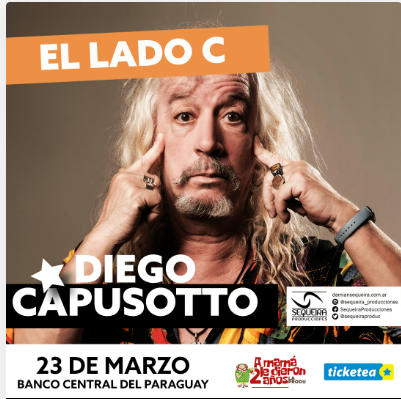 EL LADO C
DIEGO
CAPUSOTTO
SEQUEIRA
PRODUCCIONES
damiansequeira.com.ar
@sequeira_producciones
SequeiraProducciones
@sequeiraproduc
23 DE MARZO
BANCO CENTRAL DEL PARAGUAY
A mamá
le dieron
2 años
ticketea